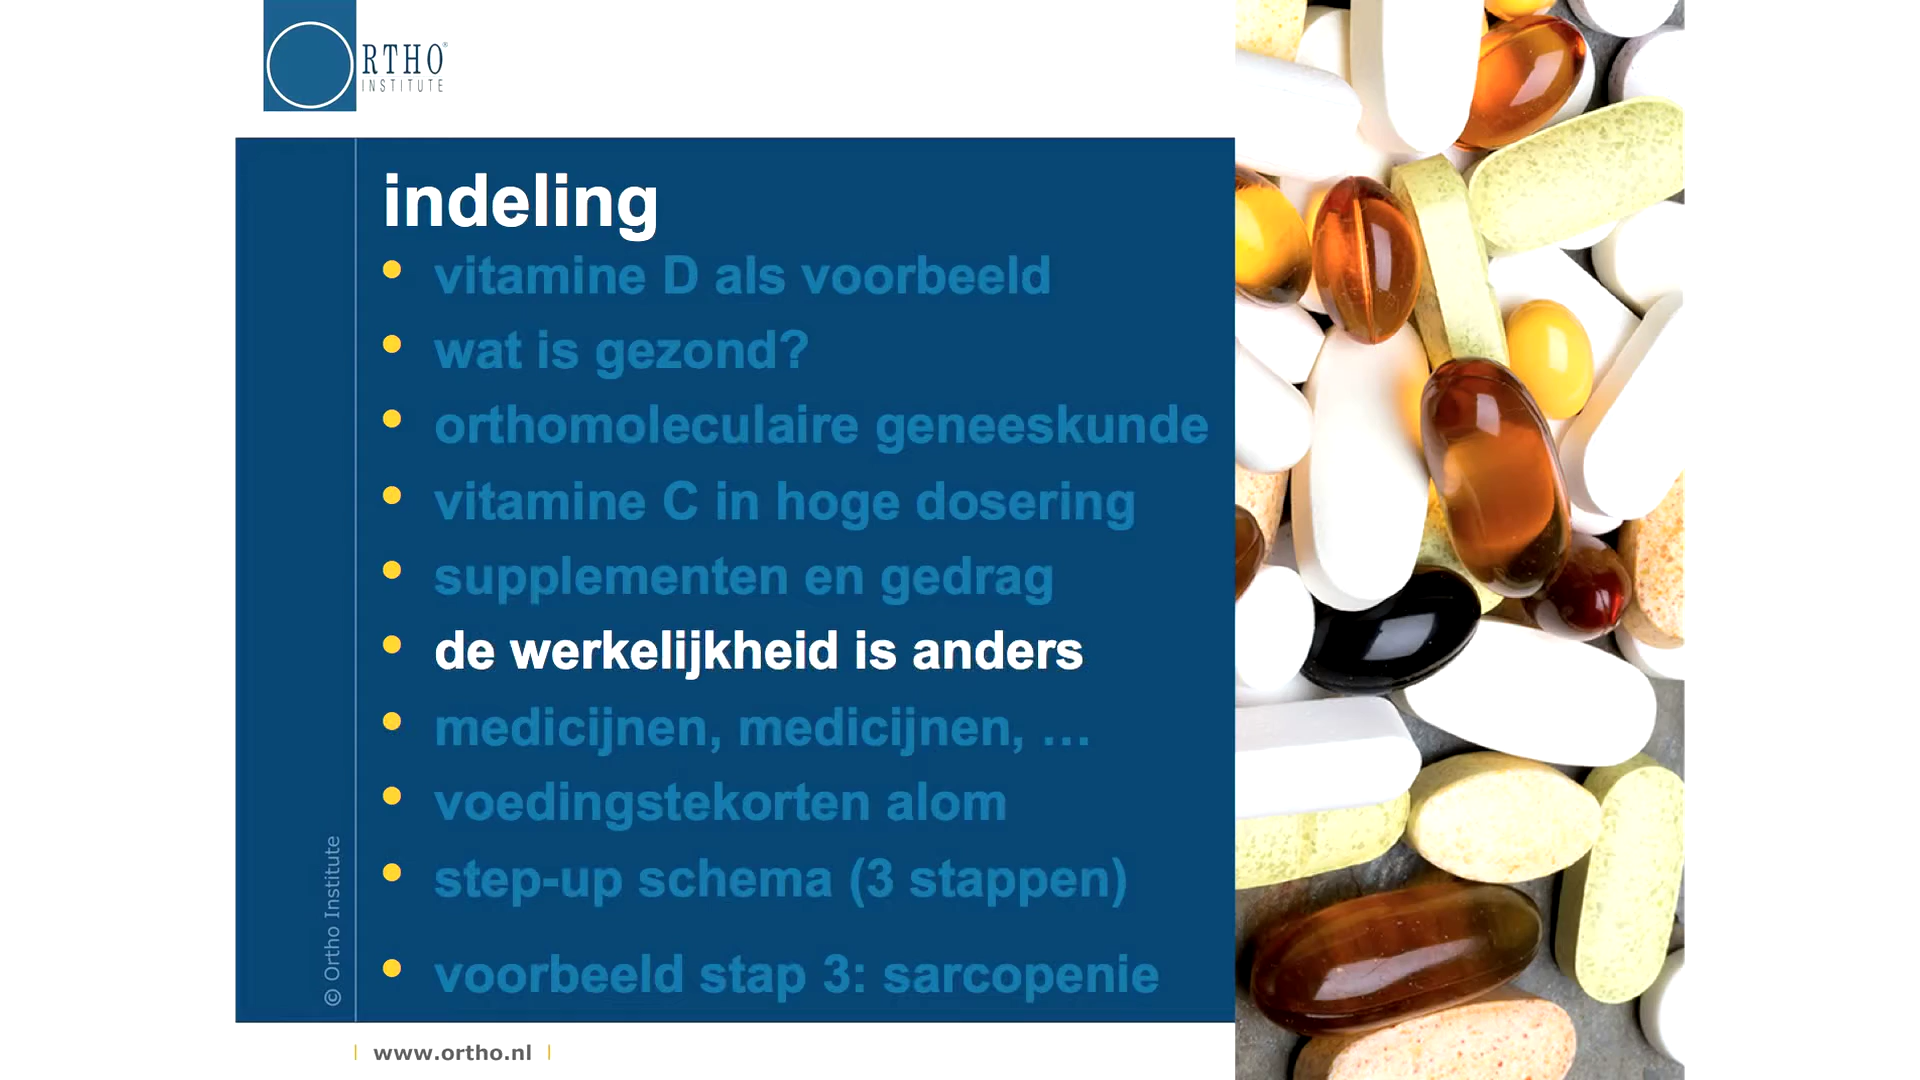 ORTHO®
INSTITUTE
indeling
• vitamine D als voorbeeld
• wat is gezond?
• orthomoleculaire geneeskunde
• vitamine C in hoge dosering
• supplementen en gedrag
• de werkelijkheid is anders
• medicijnen, medicijnen, …
• voedingstekorten alom
• step-up schema (3 stappen)
• voorbeeld stap 3: sarcopenie
© Ortho Institute
| www.ortho.nl |